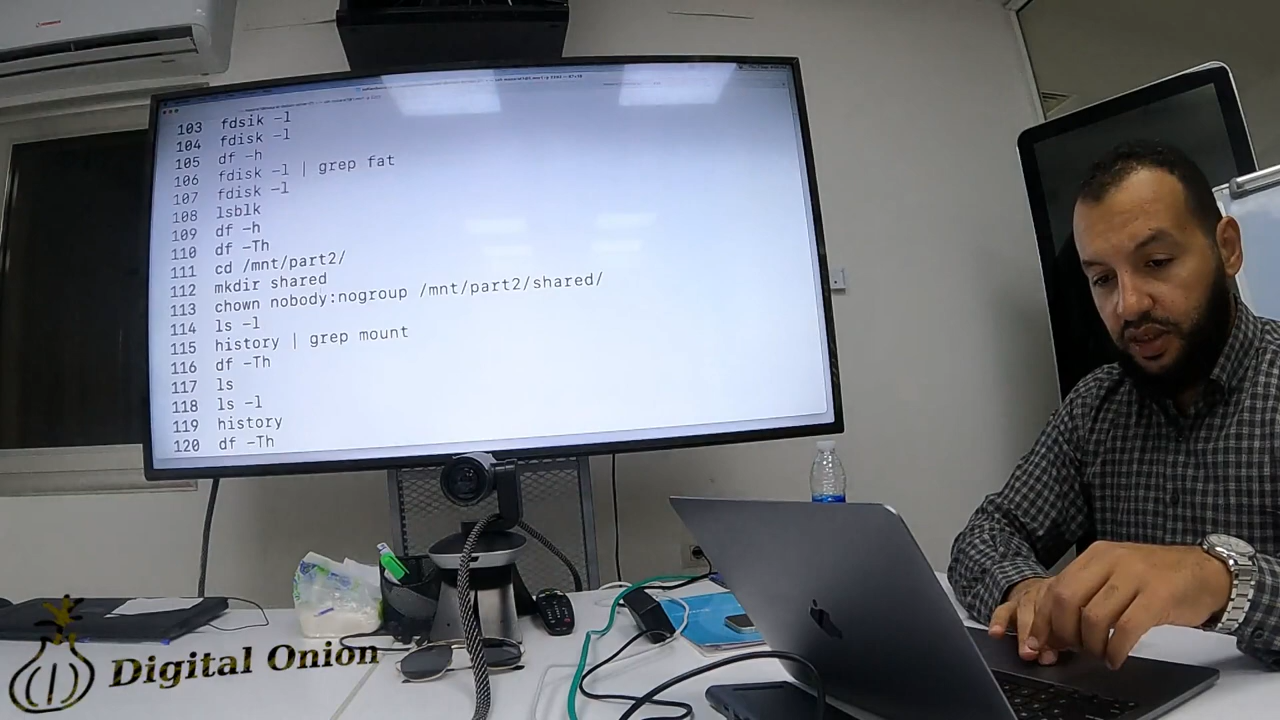 103 fdsik -l
104 fdisk -l
105 df -h
106 fdisk -l | grep fat
107 fdisk -l
108 lsblk
109 df -h
110 df -Th
111 cd /mnt/part2/
112 mkdir shared
113 chown nobody:nogroup /mnt/part2/shared/
114 ls -l
115 history | grep mount
116 df -Th
117 ls
118 ls -l
119 history
120 df -Th
Digital Onion